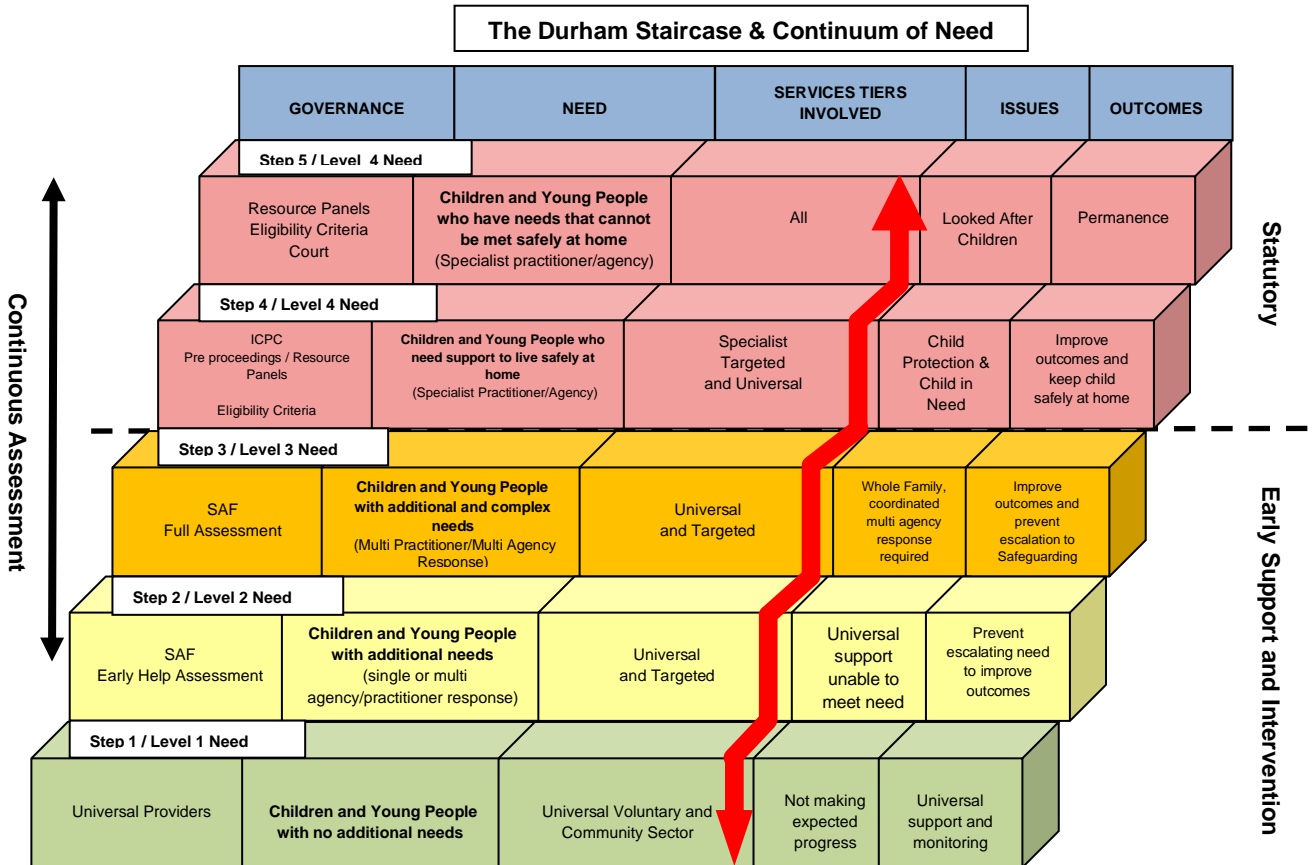 The Durham Staircase & Continuum of Need
GOVERNANCE
NEED
SERVICES TIERS
INVOLVED
ISSUES
OUTCOMES
Step 5 / Level 4 Need
Resource Panels
Eligibility Criteria
Court
Children and Young People
who have needs that cannot
be met safely at home
(Specialist practitioner/agency)
All
Looked After
Children
Permanence
Step 4 / Level 4 Need
ICPC
Pre proceedings / Resource
Panels
Eligibility Criteria
Children and Young People who
need support to live safely at
home
(Specialist Practitioner/Agency)
Specialist
Targeted
and Universal
Child
Protection &
Child in
Need
Improve
outcomes and
keep child
safely at home
Step 3 / Level 3 Need
SAF
Full Assessment
Children and Young People
with additional and complex
needs
(Multi Practitioner/Multi Agency
Response)
Universal
and Targeted
Whole Family,
coordinated
multi agency
response
required
Improve
outcomes and
prevent
escalation to
Safeguarding
Step 2 / Level 2 Need
SAF
Early Help Assessment
Children and Young People
with additional needs
(single or multi
agency/practitioner response)
Universal
and Targeted
Universal
support
unable to
meet need
Prevent
escalating need
to improve
outcomes
Step 1 / Level 1 Need
Universal Providers
Children and Young People
with no additional needs
Universal Voluntary and
Community Sector
Not making
expected
progress
Universal
support and
monitoring
Continuous Assessment
Statutory
Early Support and Intervention